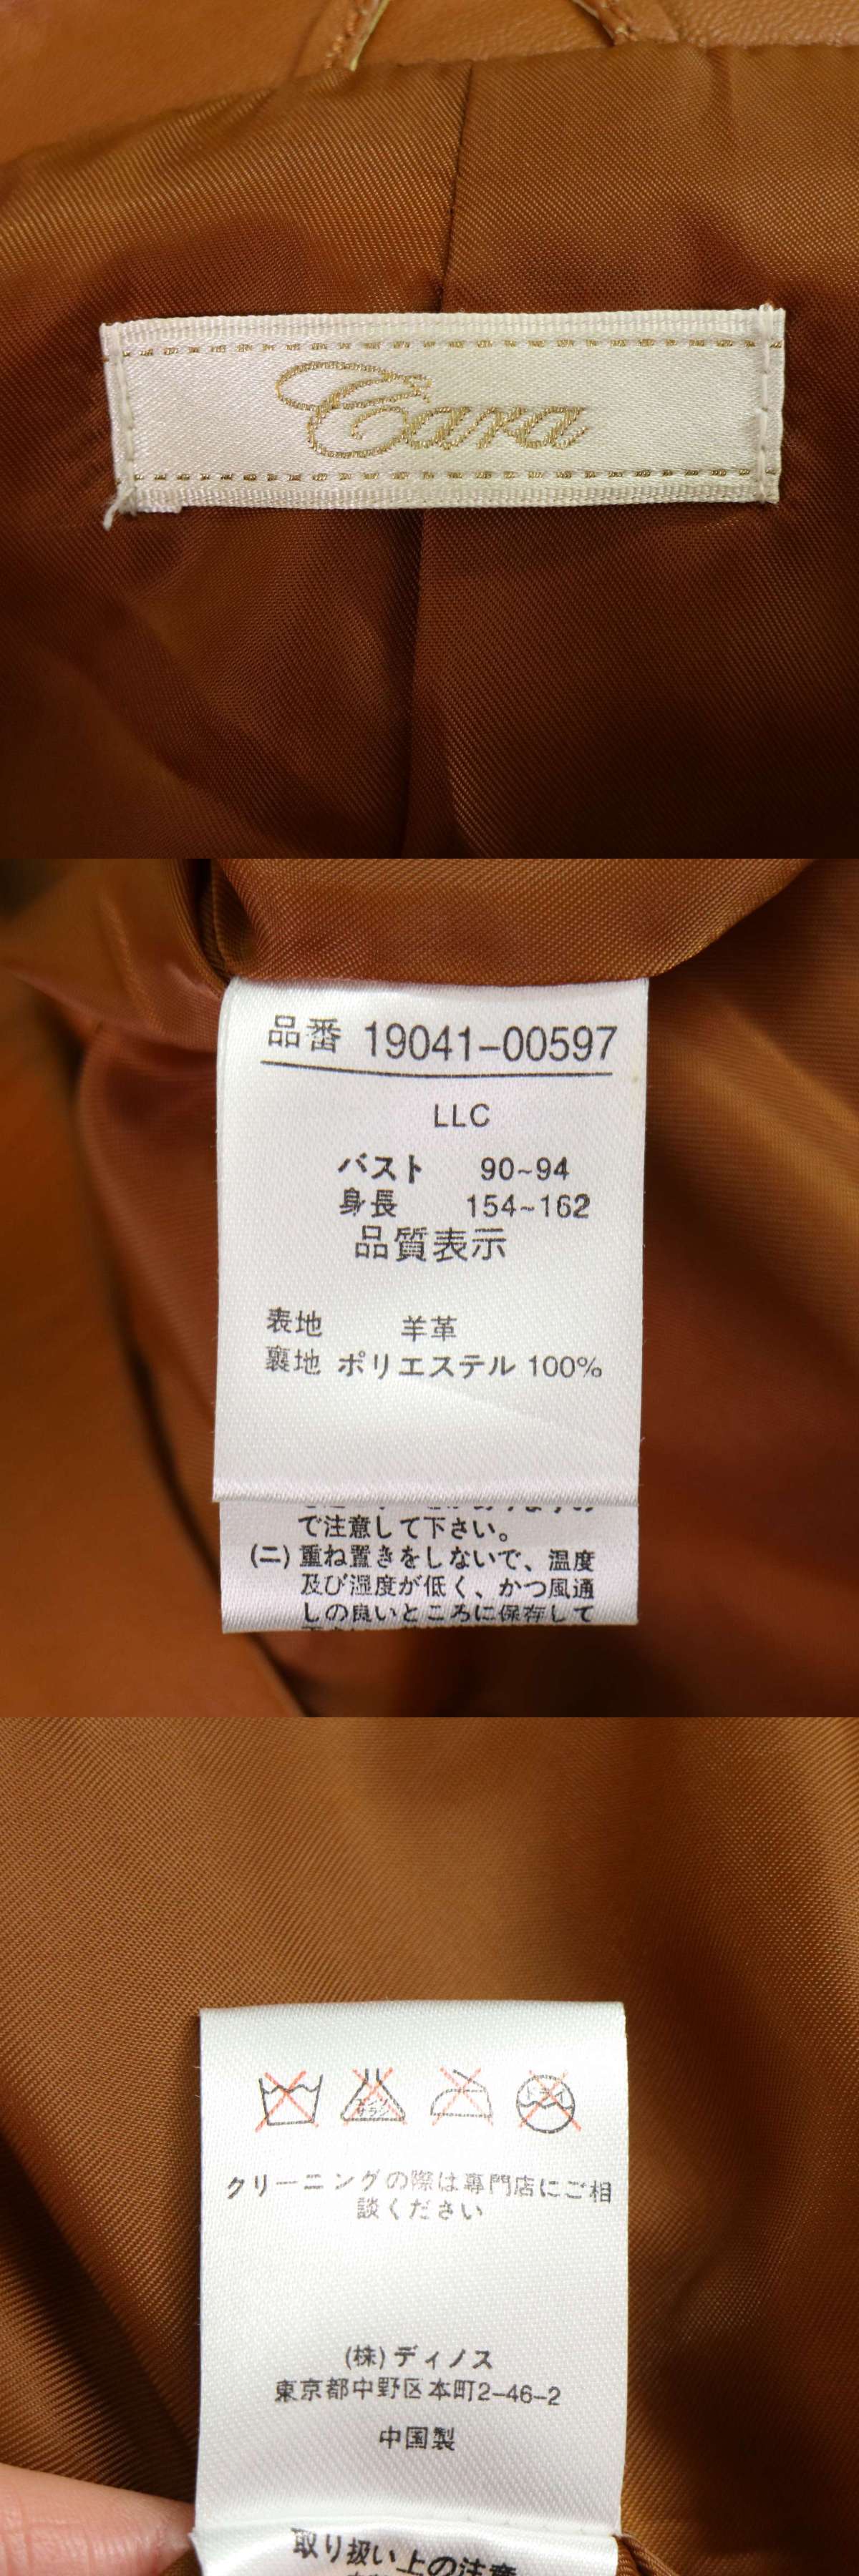 Cara
品番 19041-00597
LLC
バスト 90~94
身長 154~162
品質表示
表地 羊革
裏地 ポリエステル 100%
で注意して下さい。
(ニ) 重ね置きをしないで、温度
及び湿度が低く、かつ風通
しの良いところに保存して
クリーニングの際は専門店にご相
談ください
(株) ディノス
東京都中野区本町2-46-2
中国製
取り扱い上の注意